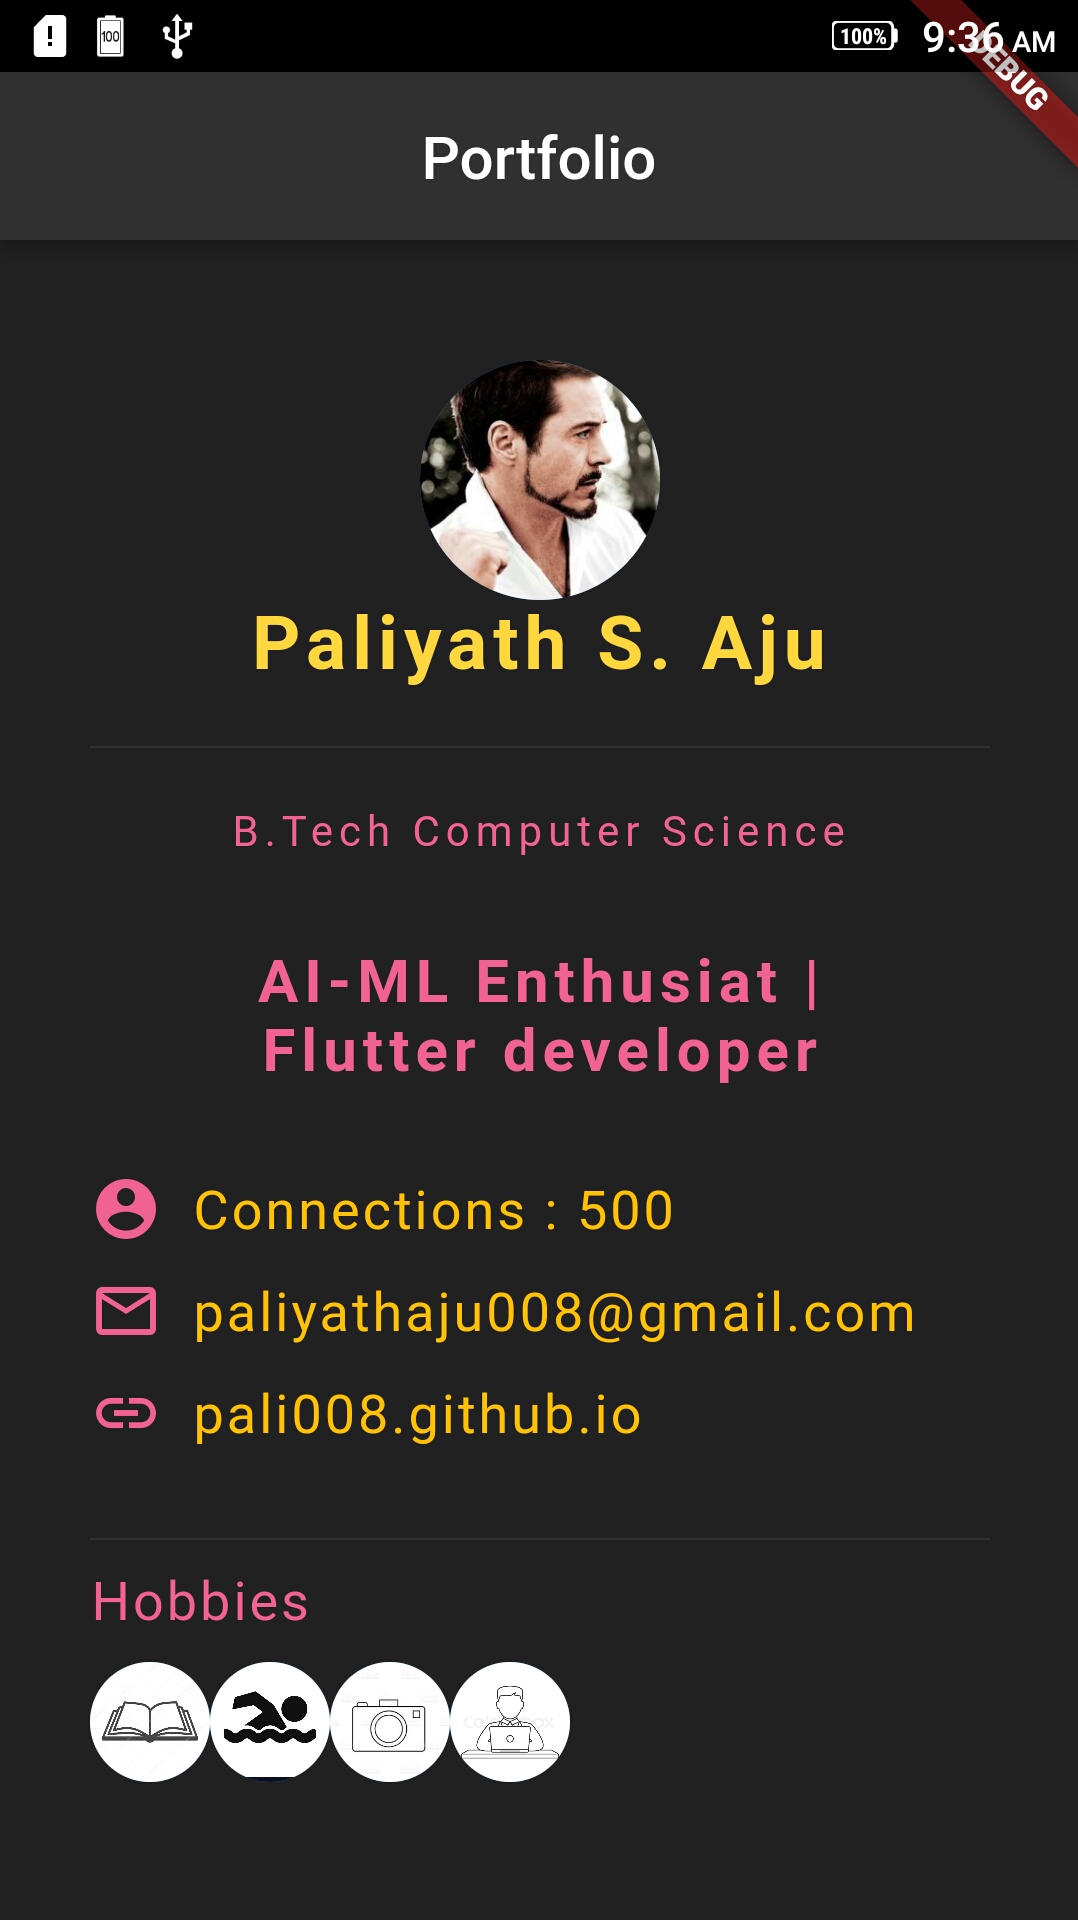 100 100% 9:36 AM
DEBUG
Portfolio
Paliyath S. Aju
B.Tech Computer Science
AI-ML Enthusiat |
Flutter developer
Connections : 500
paliyathaju008@gmail.com
pali008.github.io
Hobbies